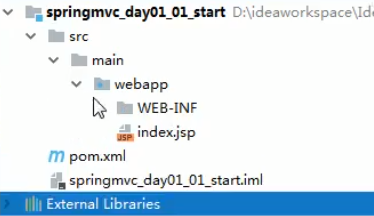 springmvc_day01_01_start D:\ideaworkspace\Ide
src
main
webapp
WEB-INF
index.jsp
pom.xml
springmvc_day01_01_start.iml
External Libraries